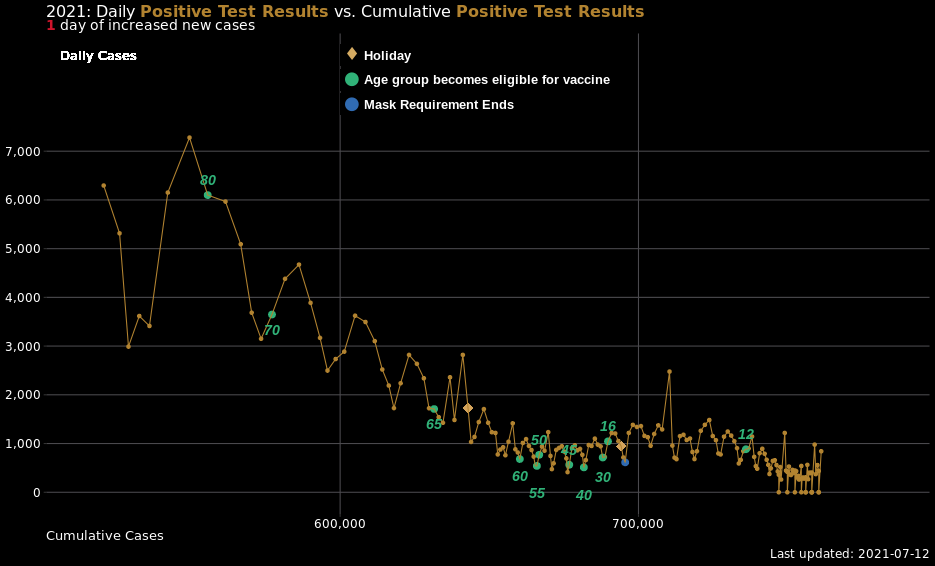 2021: Daily Positive Test Results vs. Cumulative Positive Test Results
1 day of increased new cases
Daily Cases
Holiday
Age group becomes eligible for vaccine
Mask Requirement Ends
7,000
80
6,000
5,000
4,000
70
3,000
2,000
65
16
12
50
45
1,000
60
30
55
40
0
600,000
700,000
Cumulative Cases
Last updated: 2021-07-12